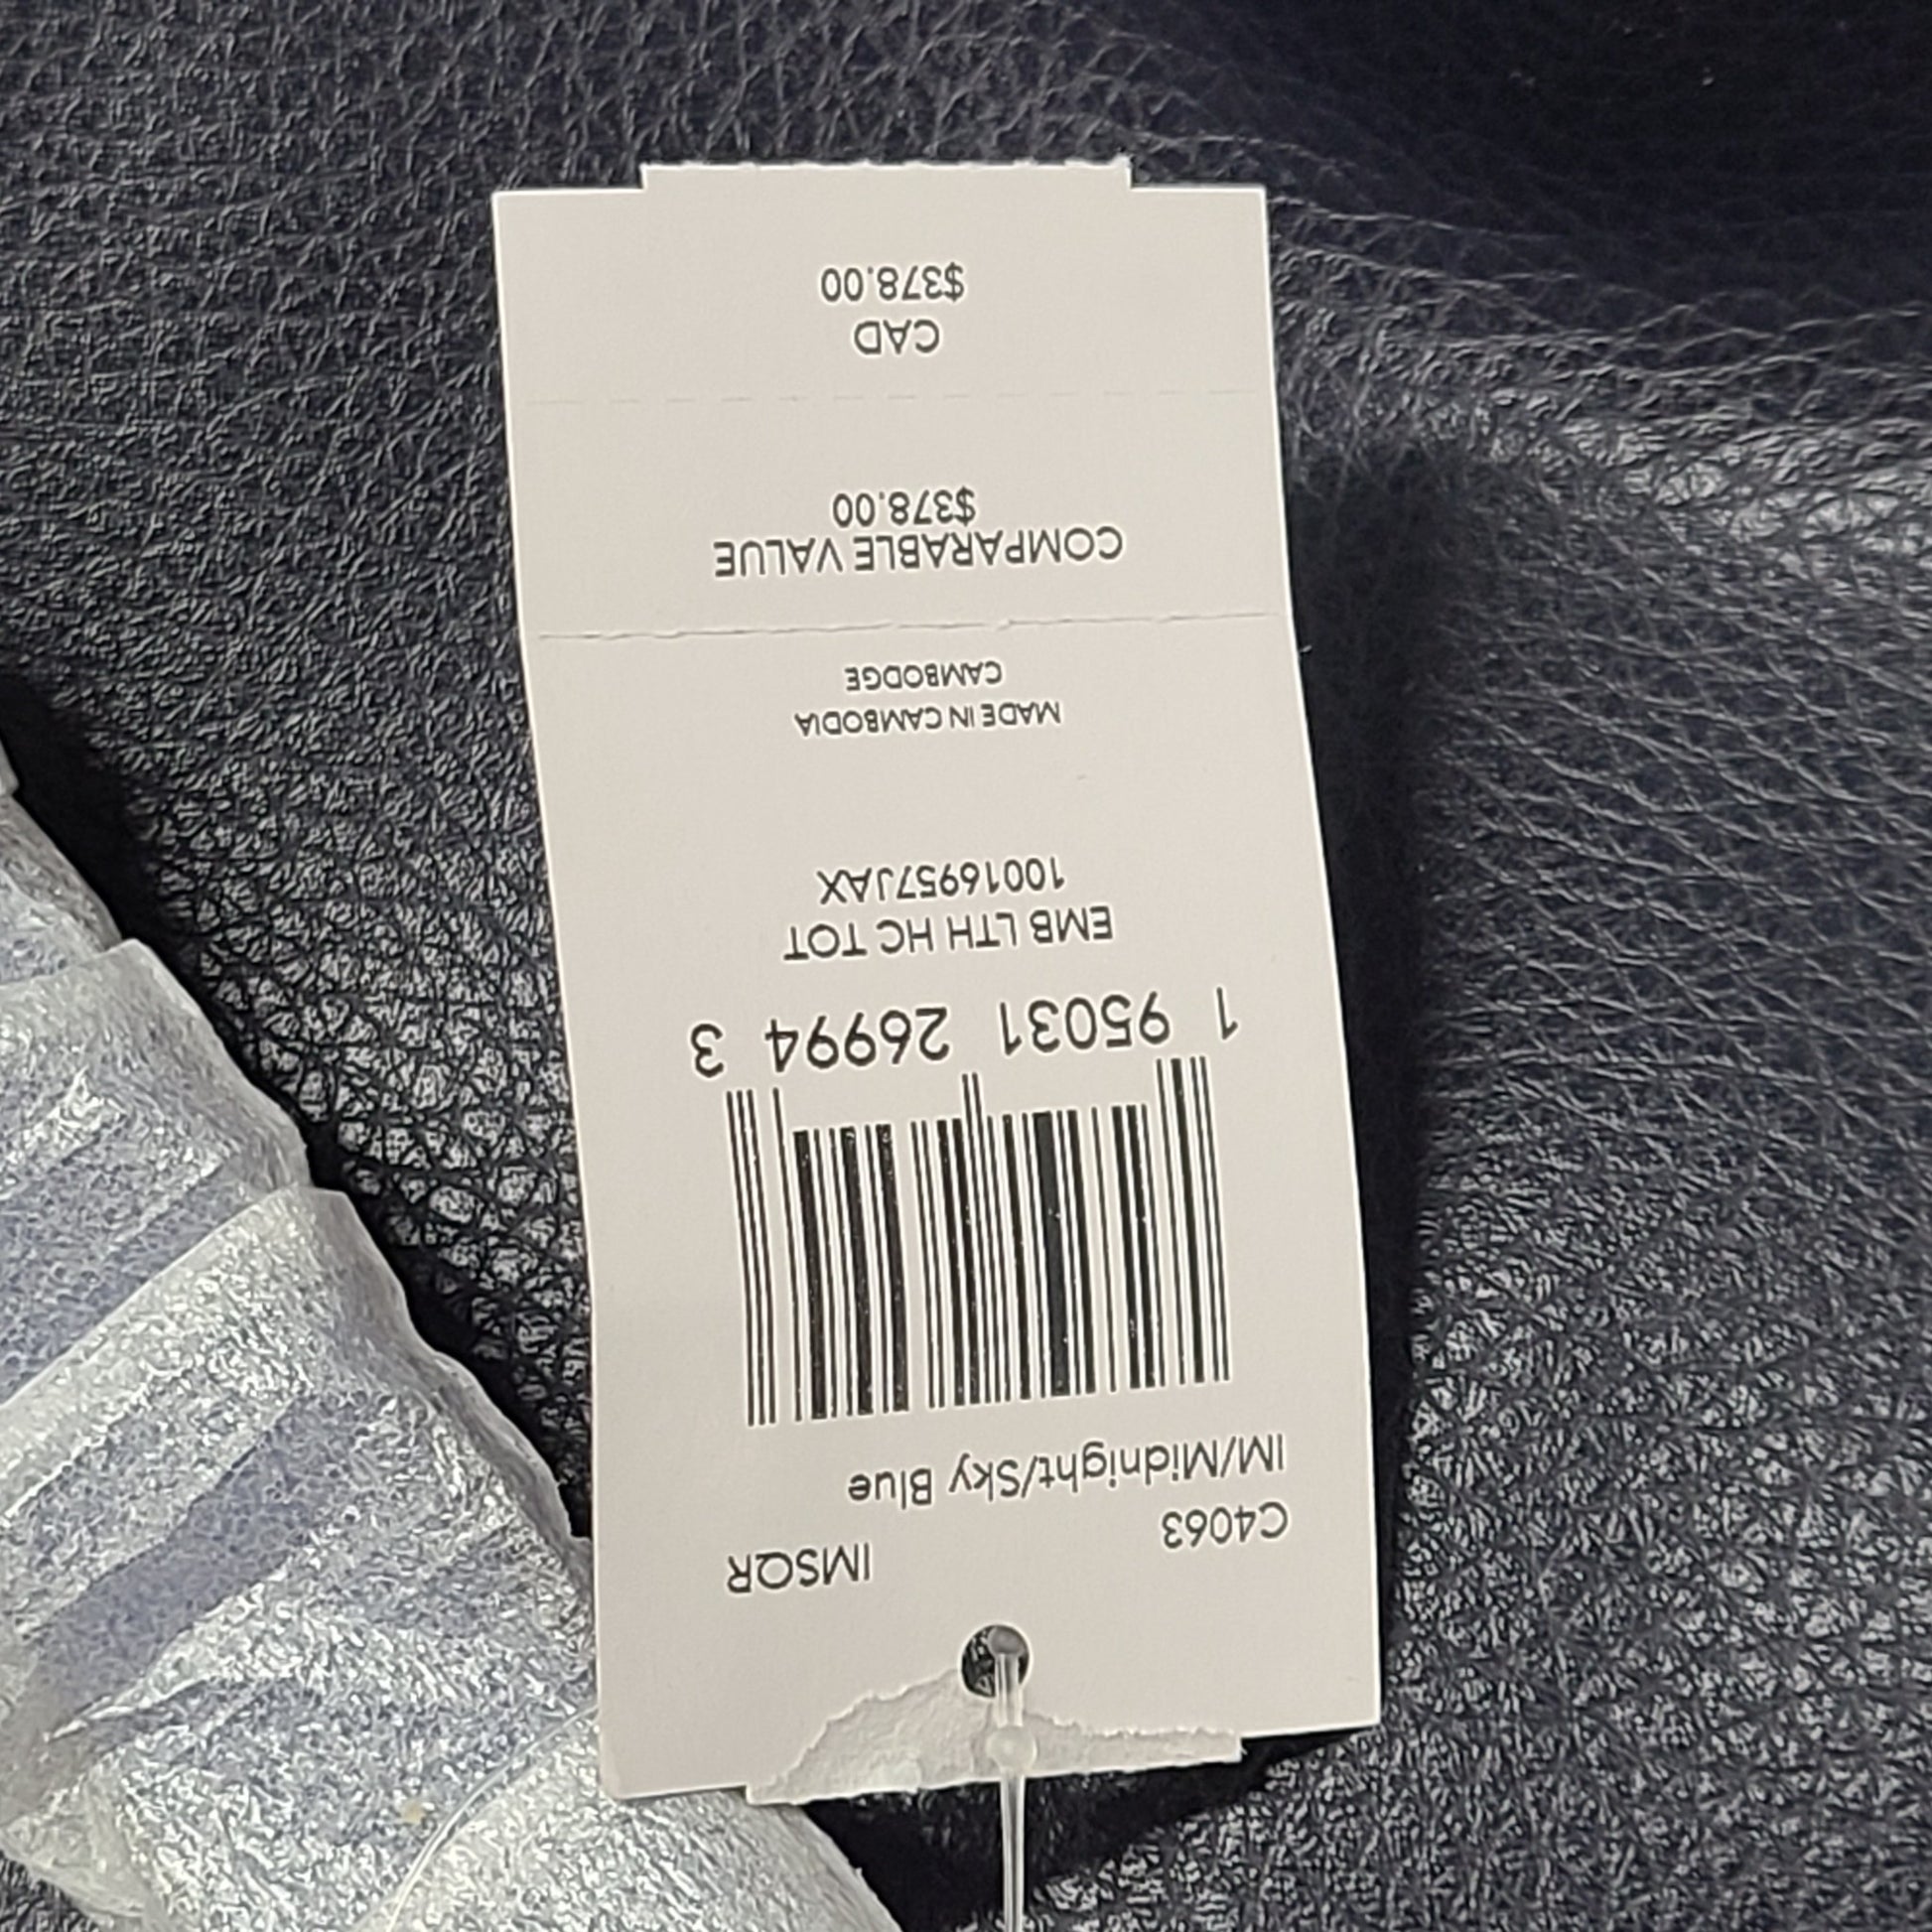 C4063 IMSQR
IM/Midnight/Sky Blue
1 95031 26994 3
EMB LTH HC TOT
10016957JAX
MADE IN CAMBODIA
CAMBODGE
COMPARABLE VALUE
$378.00
CAD
$378.00